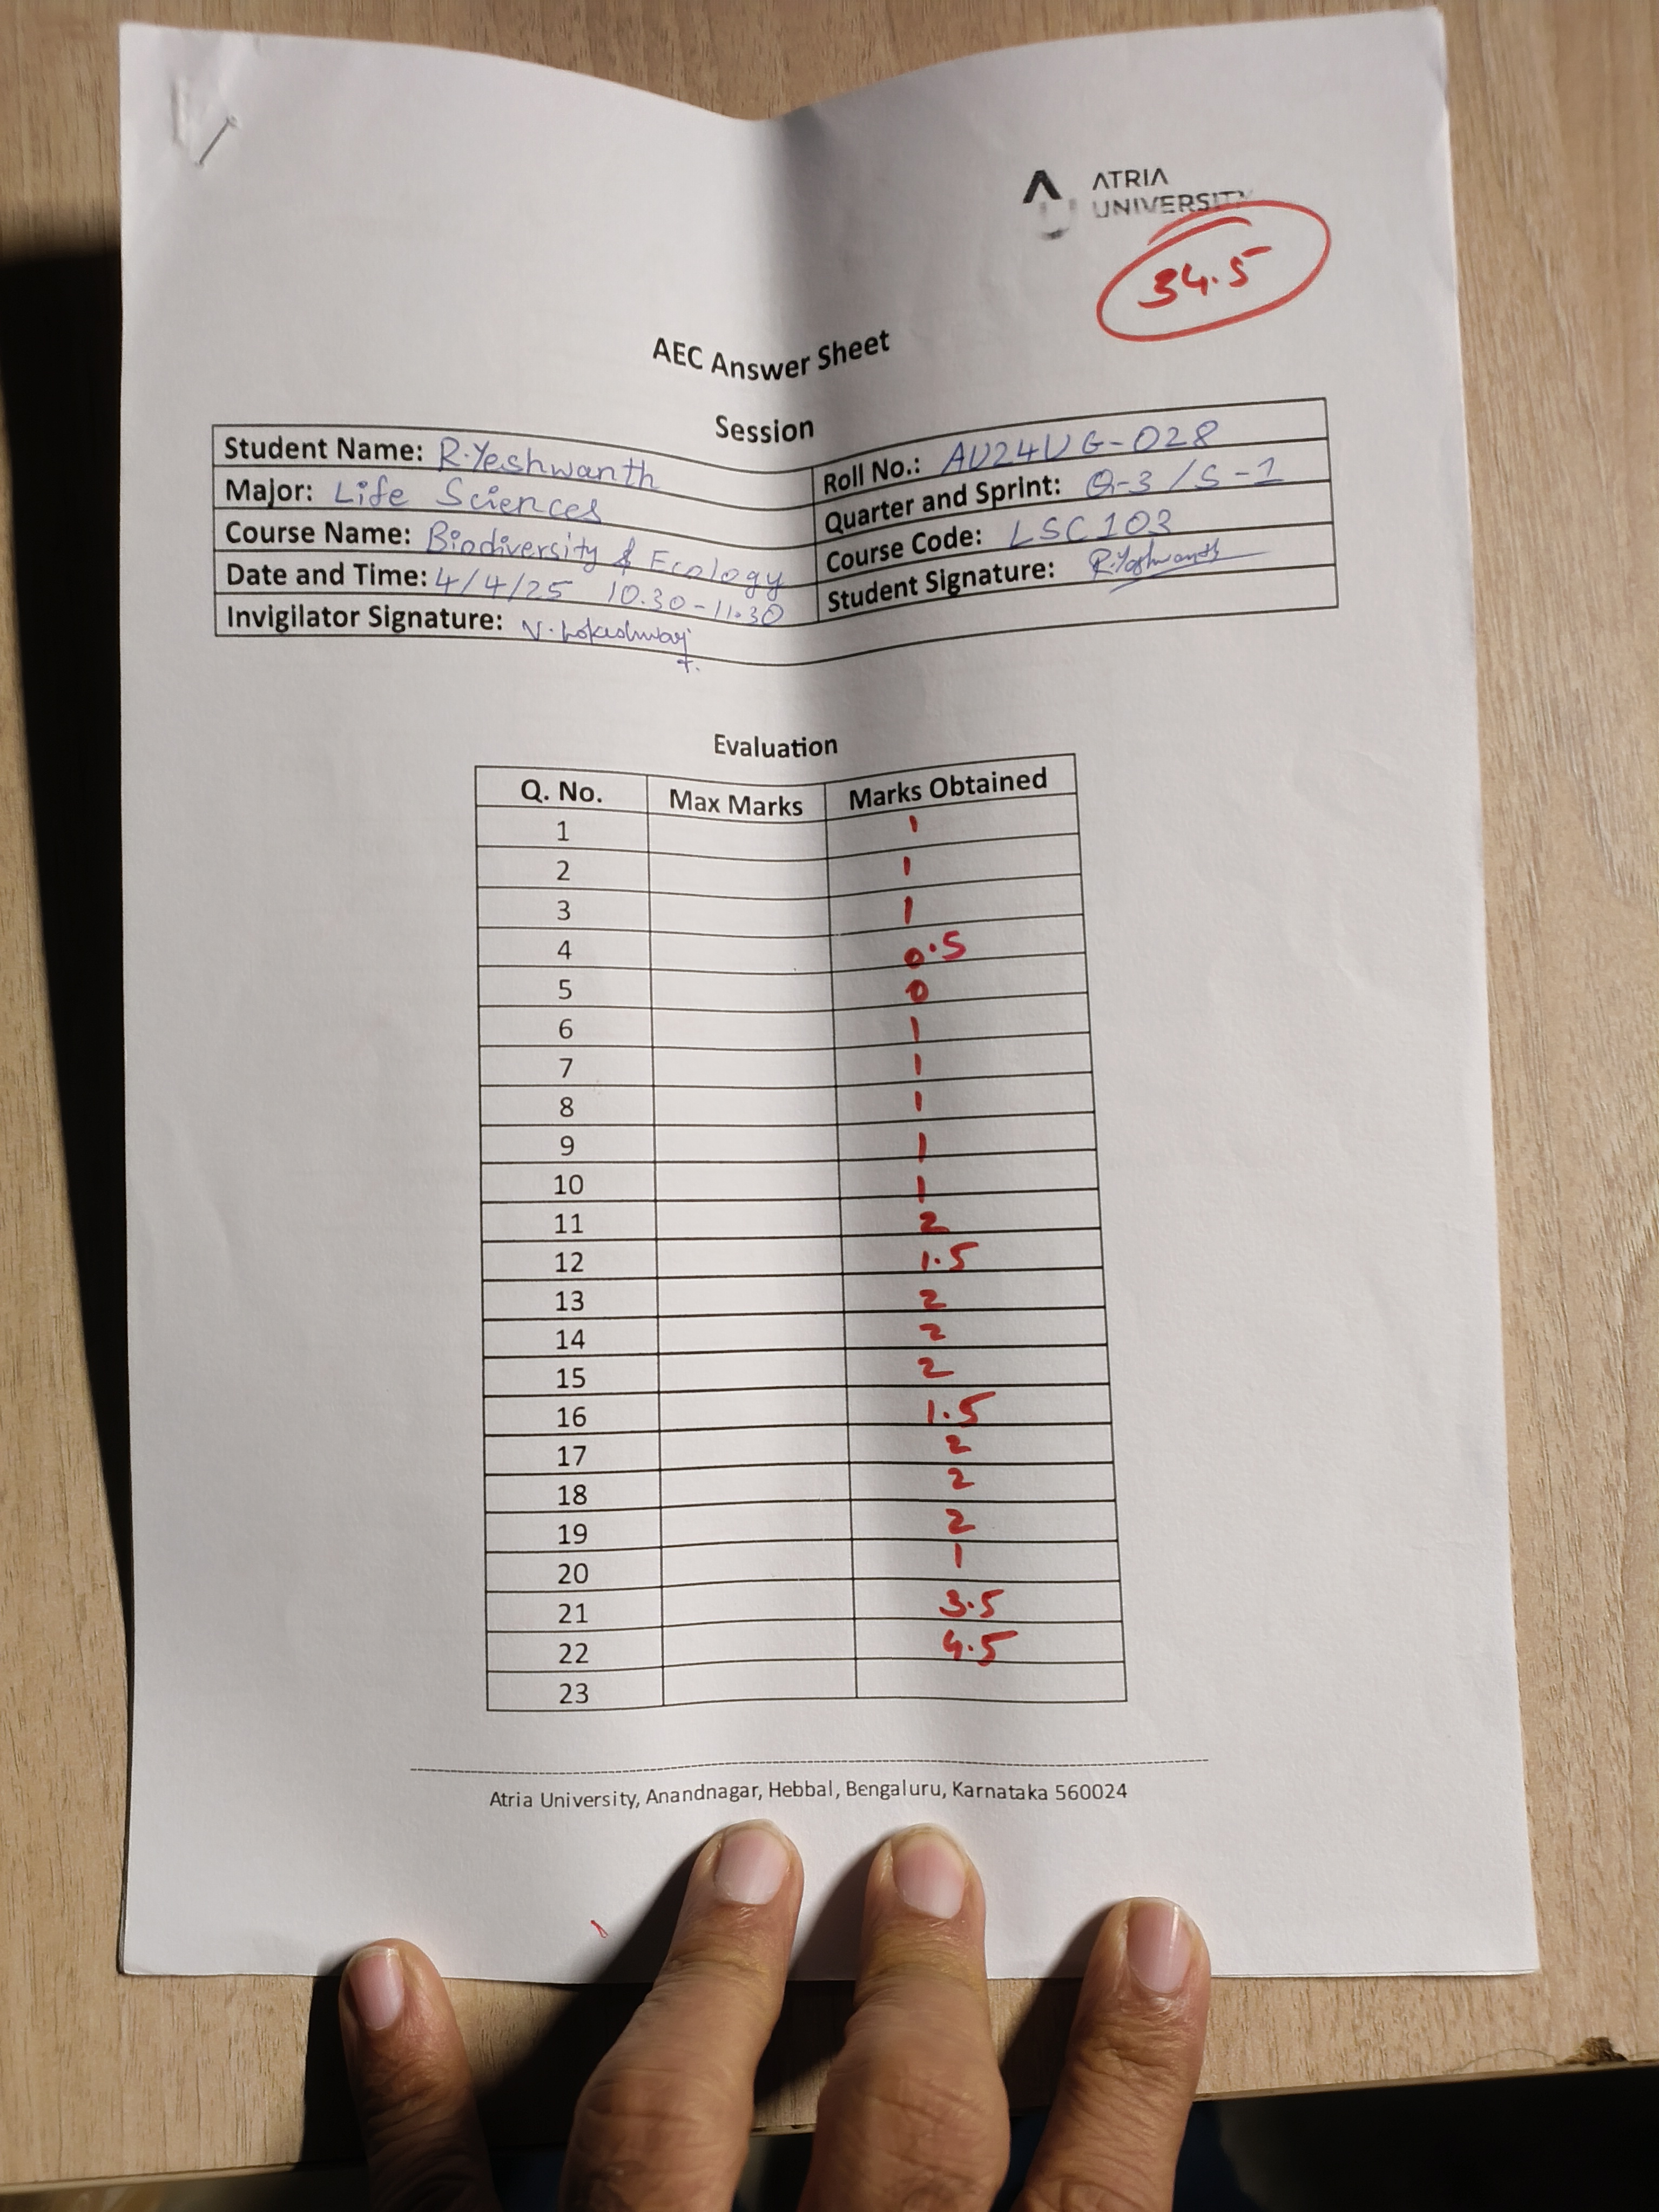 ATRIA
UNIVERSITY
34.5
AEC Answer Sheet
Session
Student Name: R.Yeshwanth
Roll No.: AU24UG-028
Major: Life Sciences
Quarter and Sprint: Q-3/S-1
Course Name: Biodiversity & Ecology
Course Code: LSC103
Date and Time: 4/4/25 10.30-11.30
Student Signature: R.Yeshwanth
Invigilator Signature:
Evaluation
Q. No. Max Marks Marks Obtained
1 1
2 1
3 1
4 0.5
5 0
6 1
7 1
8 1
9 1
10 1
11 2
12 1.5
13 2
14 2
15 2
16 1.5
17 2
18 2
19 2
20 1
21 3.5
22 4.5
23
Atria University, Anandnagar, Hebbal, Bengaluru, Karnataka 560024